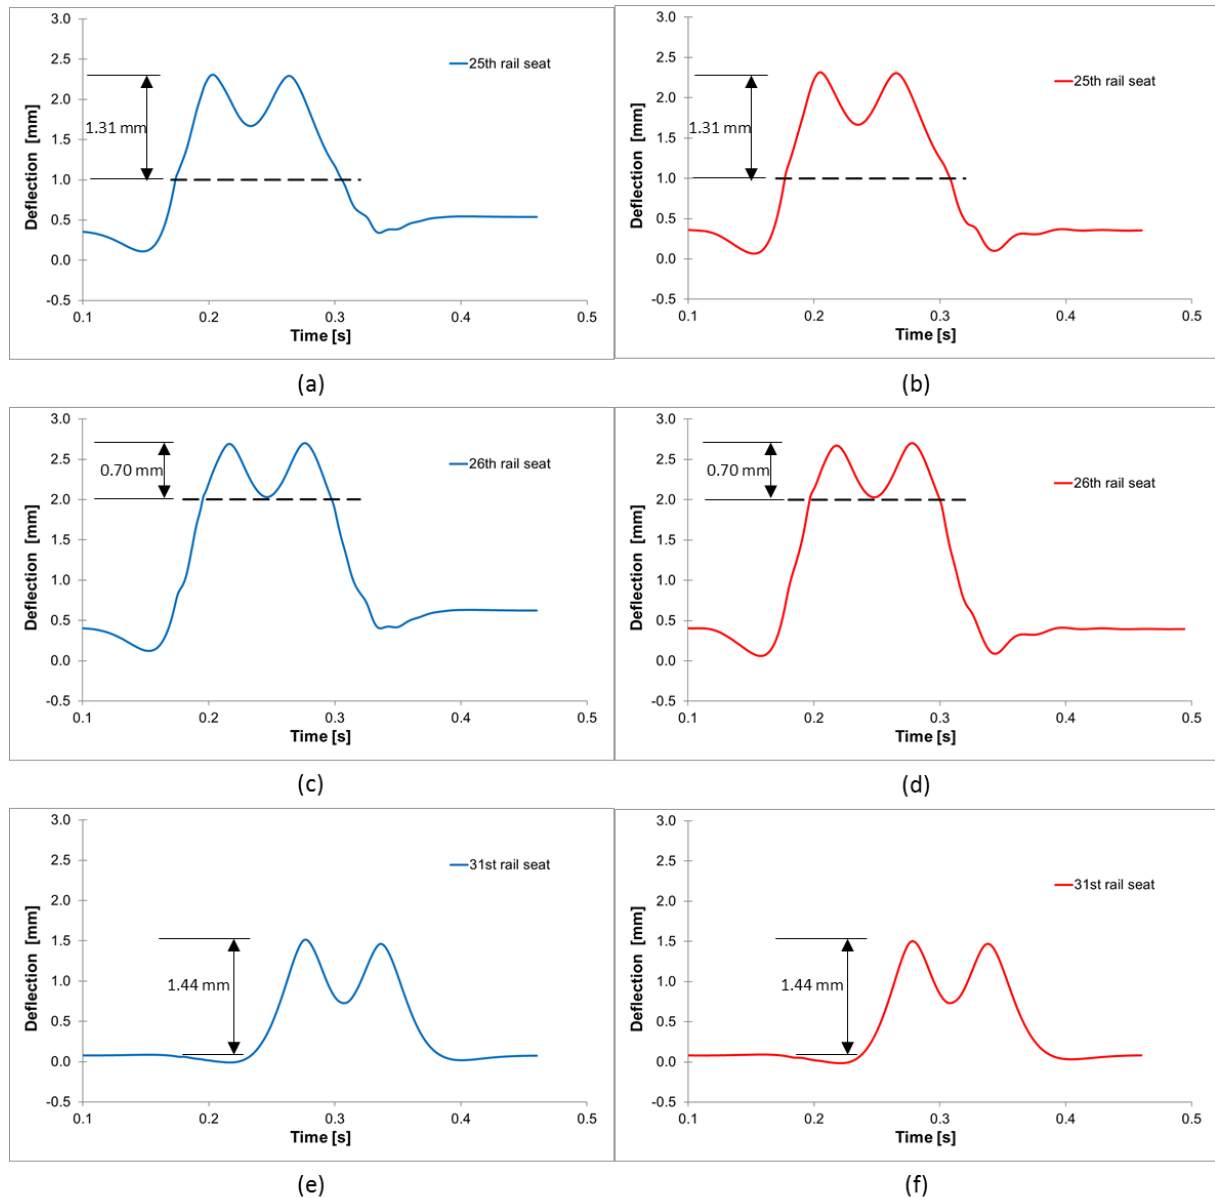 3.0
2.5
2.0
1.5
1.0
0.5
0.0
-0.5
Deflection [mm]
1.31 mm
25th rail seat
0.1 0.2 0.3 0.4 0.5
Time [s]
(a)
3.0
2.5
2.0
1.5
1.0
0.5
0.0
-0.5
Deflection [mm]
1.31 mm
25th rail seat
0.1 0.2 0.3 0.4 0.5
Time [s]
(b)
3.0
2.5
2.0
1.5
1.0
0.5
0.0
-0.5
Deflection [mm]
0.70 mm
26th rail seat
0.1 0.2 0.3 0.4 0.5
Time [s]
(c)
3.0
2.5
2.0
1.5
1.0
0.5
0.0
-0.5
Deflection [mm]
0.70 mm
26th rail seat
0.1 0.2 0.3 0.4 0.5
Time [s]
(d)
3.0
2.5
2.0
1.5
1.0
0.5
0.0
-0.5
Deflection [mm]
1.44 mm
31st rail seat
0.1 0.2 0.3 0.4 0.5
Time [s]
(e)
3.0
2.5
2.0
1.5
1.0
0.5
0.0
-0.5
Deflection [mm]
1.44 mm
31st rail seat
0.1 0.2 0.3 0.4 0.5
Time [s]
(f)